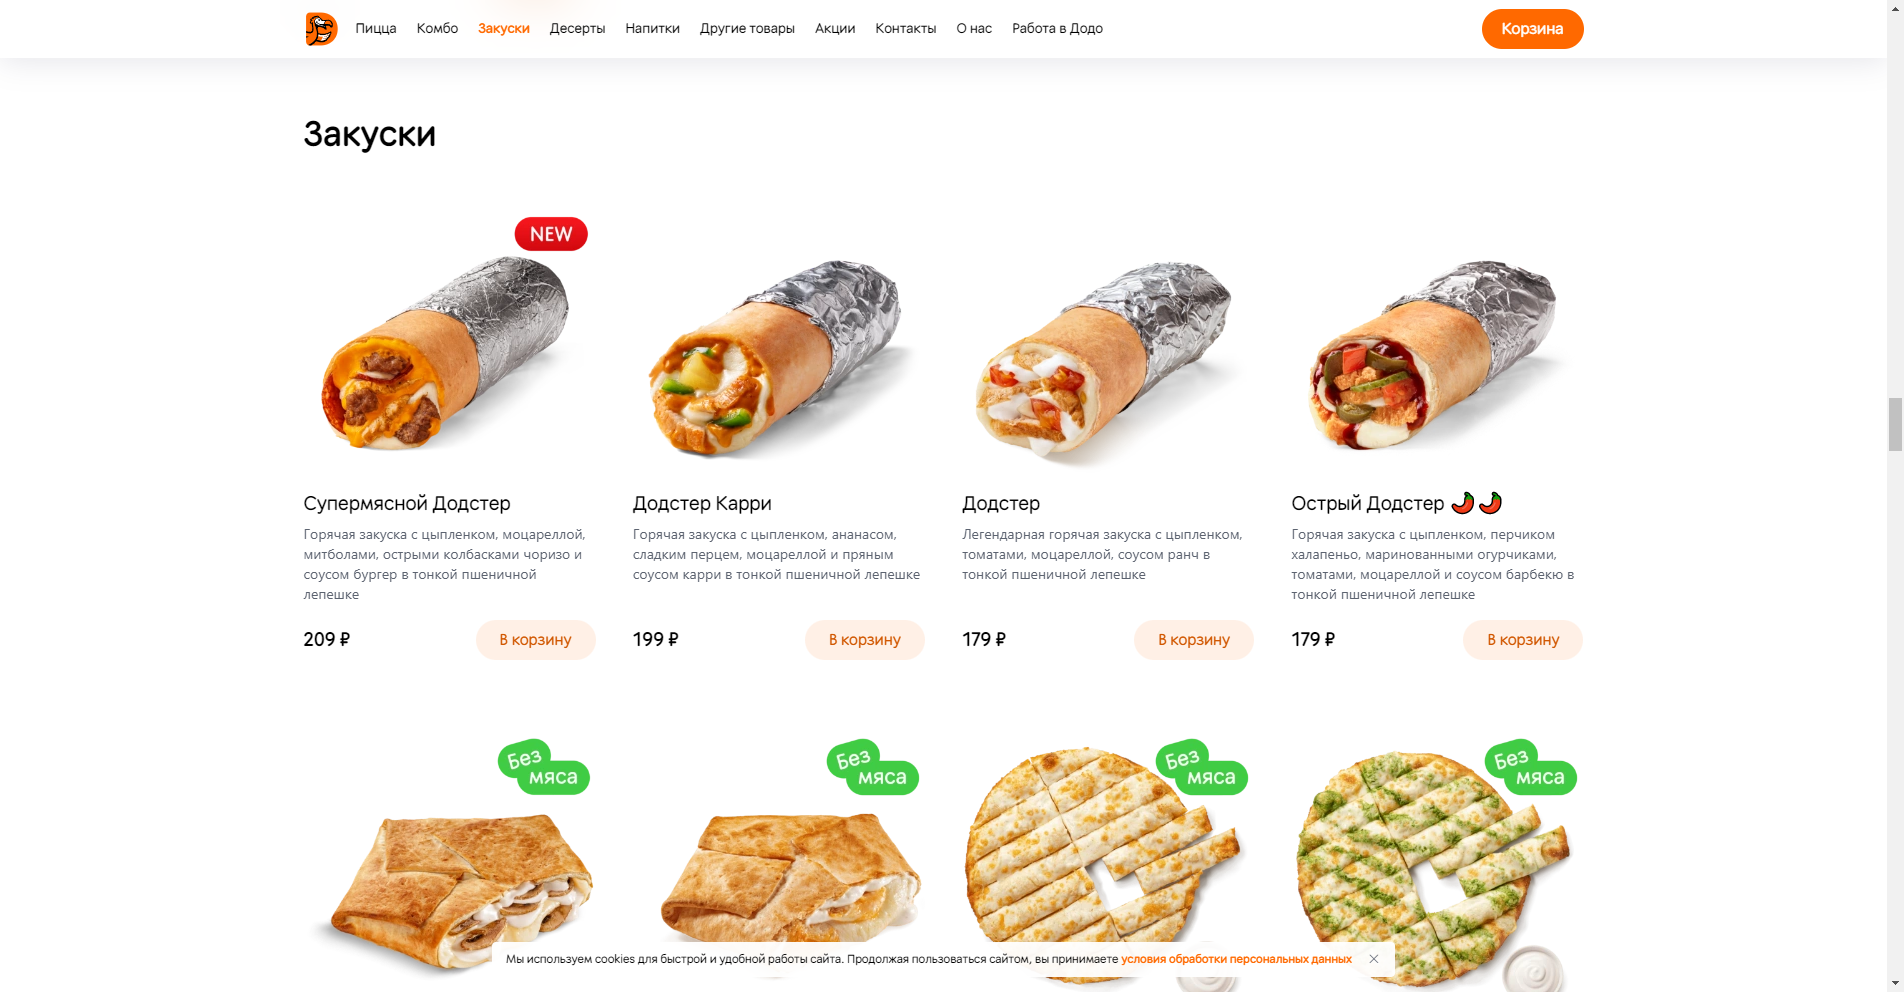 Пицца Комбо Закуски Десерты Напитки Другие товары Акции Контакты О нас Работа в Додо Корзина
Закуски
NEW
Супермясной Додстер
Горячая закуска с цыпленком, моцареллой,
митболами, острыми колбасками чоризо и
соусом бургер в тонкой пшеничной
лепешке
209 ₽ В корзину
Додстер Карри
Горячая закуска с цыпленком, ананасом,
сладким перцем, моцареллой и пряным
соусом карри в тонкой пшеничной лепешке
199 ₽ В корзину
Додстер
Легендарная горячая закуска с цыпленком,
томатами, моцареллой, соусом ранч в
тонкой пшеничной лепешке
179 ₽ В корзину
Острый Додстер 🌶️🌶️
Горячая закуска с цыпленком, перчиком
халапеньо, маринованными огурчиками,
томатами, моцареллой и соусом барбекю в
тонкой пшеничной лепешке
179 ₽ В корзину
Без
мяса
Без
мяса
Без
мяса
Без
мяса
Мы используем cookies для быстрой и удобной работы сайта. Продолжая пользоваться сайтом, вы принимаете условия обработки персональных данных